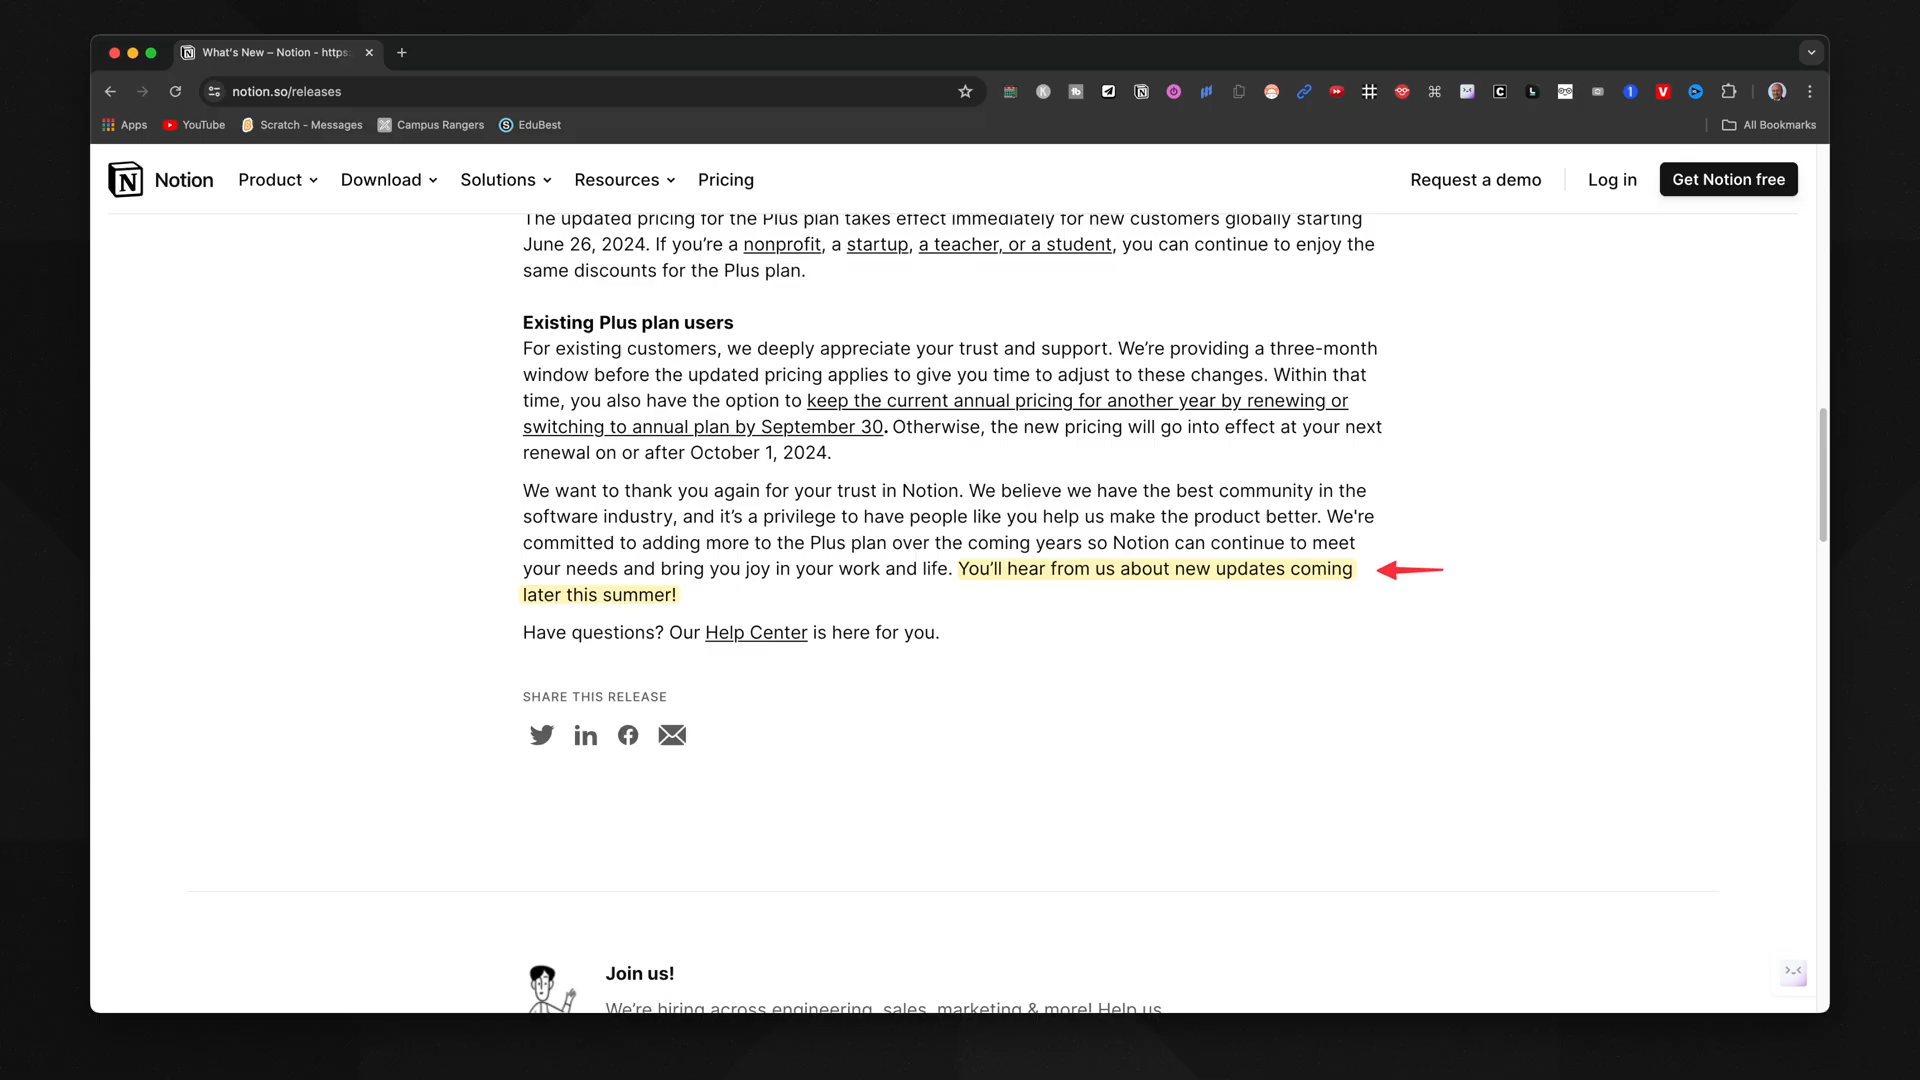 What's New – Notion - https:
notion.so/releases
Apps YouTube Scratch - Messages Campus Rangers EduBest All Bookmarks
Notion Product Download Solutions Resources Pricing Request a demo Log in Get Notion free
The updated pricing for the Plus plan takes effect immediately for new customers globally starting
June 26, 2024. If you’re a nonprofit, a startup, a teacher, or a student, you can continue to enjoy the
same discounts for the Plus plan.
Existing Plus plan users
For existing customers, we deeply appreciate your trust and support. We’re providing a three-month
window before the updated pricing applies to give you time to adjust to these changes. Within that
time, you also have the option to keep the current annual pricing for another year by renewing or
switching to annual plan by September 30. Otherwise, the new pricing will go into effect at your next
renewal on or after October 1, 2024.
We want to thank you again for your trust in Notion. We believe we have the best community in the
software industry, and it’s a privilege to have people like you help us make the product better. We're
committed to adding more to the Plus plan over the coming years so Notion can continue to meet
your needs and bring you joy in your work and life. You’ll hear from us about new updates coming
later this summer!
Have questions? Our Help Center is here for you.
SHARE THIS RELEASE
Join us!
We’re hiring across engineering, sales, marketing & more! Help us